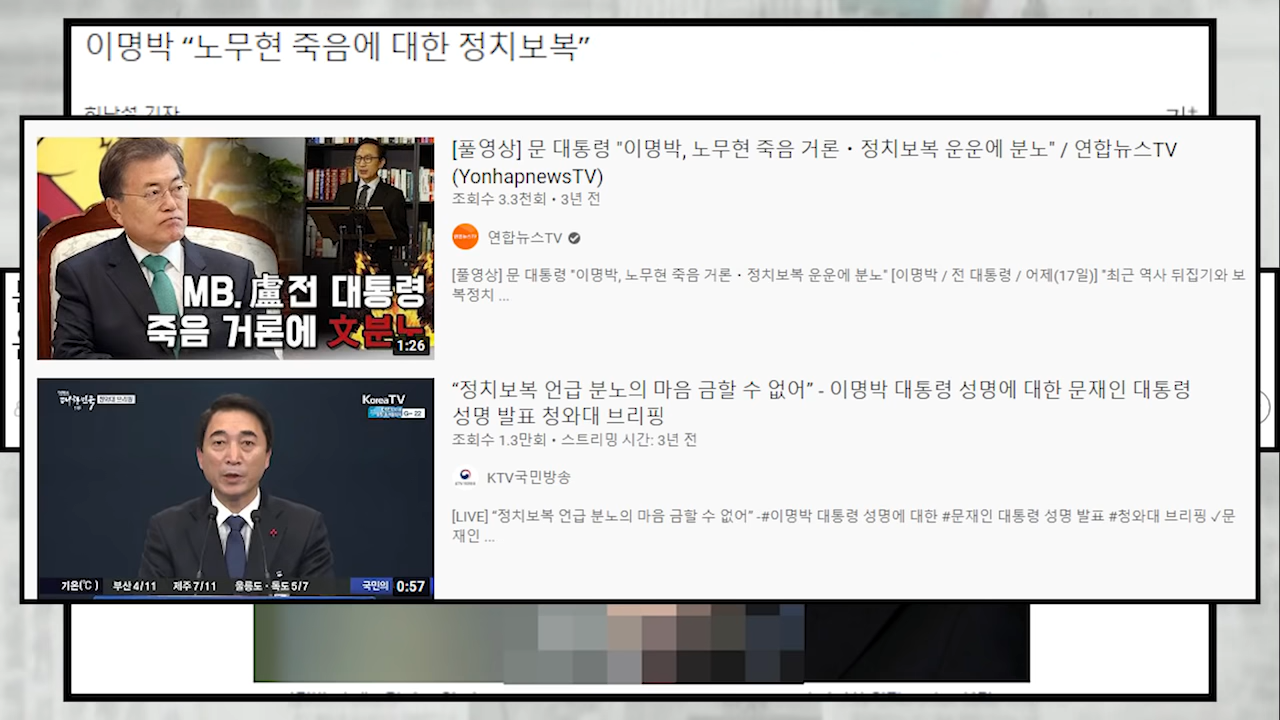 이명박 “노무현 죽음에 대한 정치보복”
[풀영상] 문 대통령 "이명박, 노무현 죽음 거론・정치보복 운운에 분노" / 연합뉴스TV
(YonhapnewsTV)
조회수 3.3천회 • 3년 전
연합뉴스TV
[풀영상] 문 대통령 "이명박, 노무현 죽음 거론・정치보복 운운에 분노" [이명박 / 전 대통령 / 어제(17일)] "최근 역사 뒤집기와 보
복정치 ...
MB, 盧전 대통령
죽음 거론에 文분노
1:26
“정치보복 언급 분노의 마음 금할 수 없어” - 이명박 대통령 성명에 대한 문재인 대통령
성명 발표 청와대 브리핑
조회수 1.3만회 • 스트리밍 시간: 3년 전
KTV국민방송
[LIVE] “정치보복 언급 분노의 마음 금할 수 없어” -#이명박 대통령 성명에 대한 #문재인 대통령 성명 발표 #청와대 브리핑 ✓문
재인 ...
청와대 브리핑
KoreaTV
기온(℃) 부산 4/11 제주 7/11 울릉도・독도 5/7 국민의 0:57